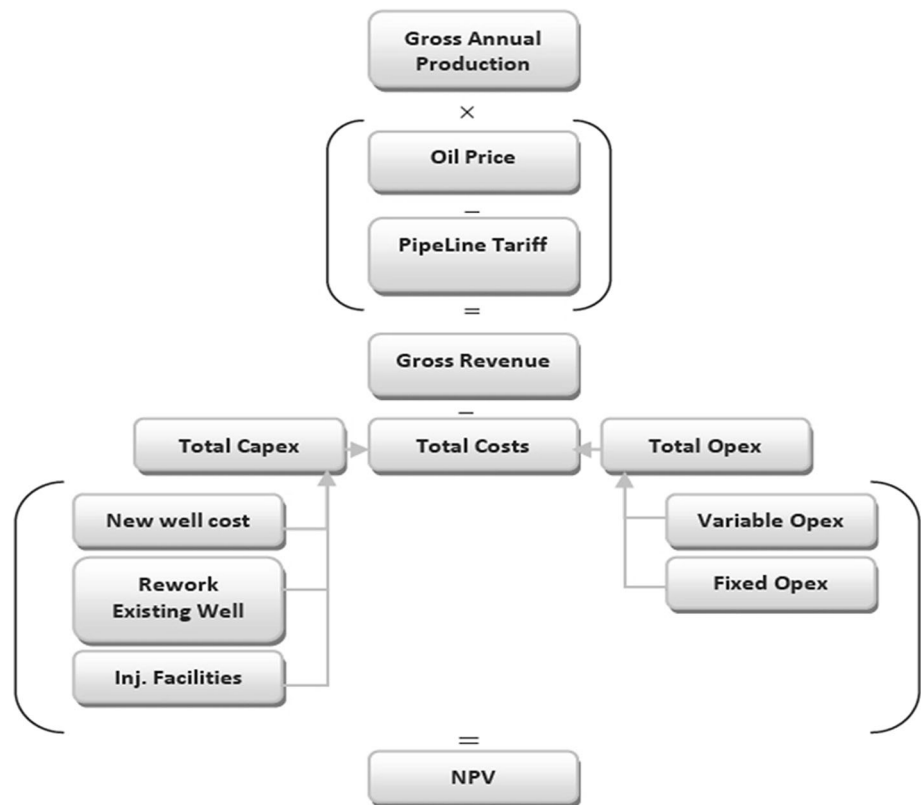 Gross Annual
Production
×
Oil Price
–
PipeLine Tariff
=
Gross Revenue
–
Total Capex
Total Costs
Total Opex
New well cost
Variable Opex
Rework
Existing Well
Fixed Opex
Inj. Facilities
=
NPV